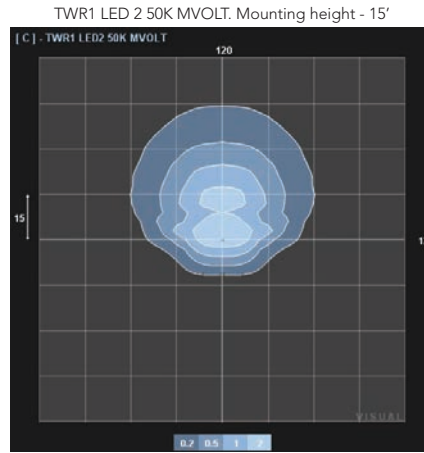 TWR1 LED 2 50K MVOLT. Mounting height - 15’
[ C ] - TWR1 LED2 50K MVOLT
120
15
VISUAL
0.2 0.5 1 2